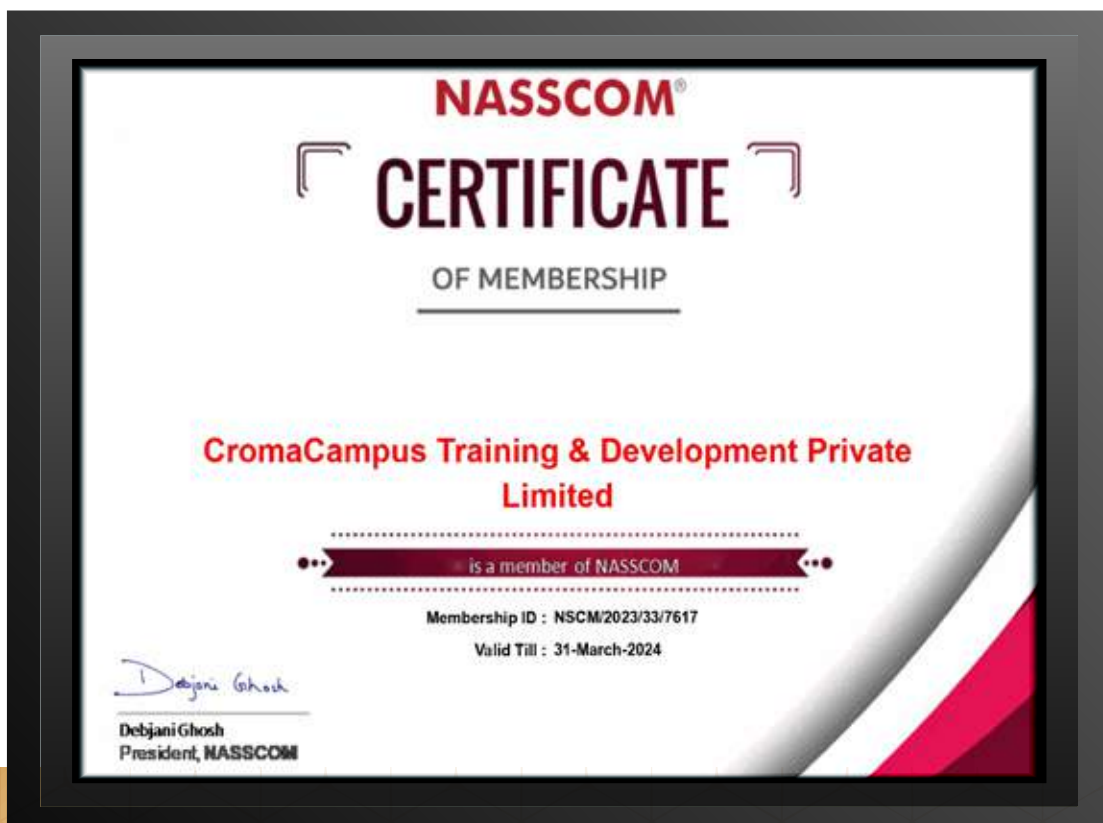 NASSCOM®
CERTIFICATE
OF MEMBERSHIP
CromaCampus Training & Development Private
Limited
is a member of NASSCOM
Membership ID : NSCM/2023/33/7617
Valid Till : 31-March-2024
Debjani Ghosh
Debjani Ghosh
President, NASSCOM